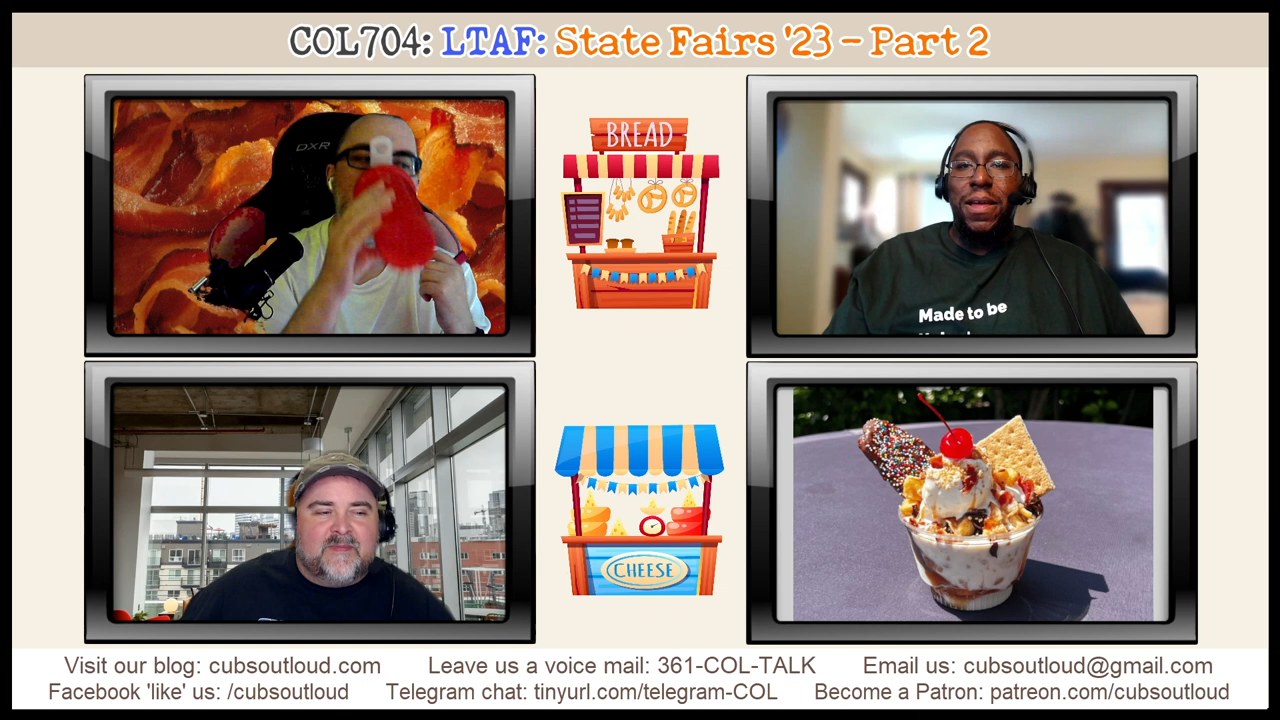 COL704: LTAF: State Fairs '23 - Part 2
DXR
BREAD
Made to be
CHEESE
Visit our blog: cubsoutloud.com Leave us a voice mail: 361-COL-TALK Email us: cubsoutloud@gmail.com
Facebook 'like' us: /cubsoutloud Telegram chat: tinyurl.com/telegram-COL Become a Patron: patreon.com/cubsoutloud